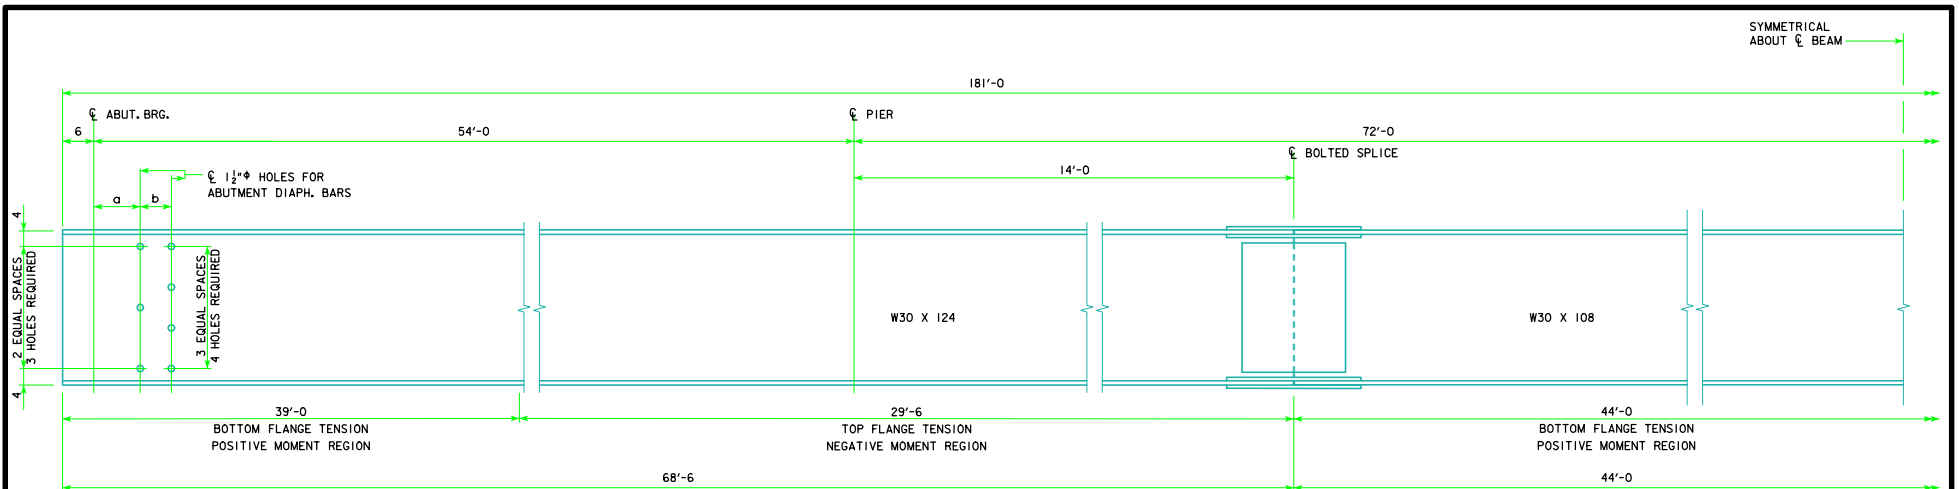 SYMMETRICAL
ABOUT ℄ BEAM
181'-0
℄ ABUT. BRG.
℄ PIER
6
54'-0
72'-0
℄ BOLTED SPLICE
14'-0
℄ 1½"Φ HOLES FOR
ABUTMENT DIAPH. BARS
a
b
4
2 EQUAL SPACES
3 HOLES REQUIRED
3 EQUAL SPACES
4 HOLES REQUIRED
W30 X 124
W30 X 108
4
39'-0
BOTTOM FLANGE TENSION
POSITIVE MOMENT REGION
29'-6
TOP FLANGE TENSION
NEGATIVE MOMENT REGION
44'-0
BOTTOM FLANGE TENSION
POSITIVE MOMENT REGION
68'-6
44'-0